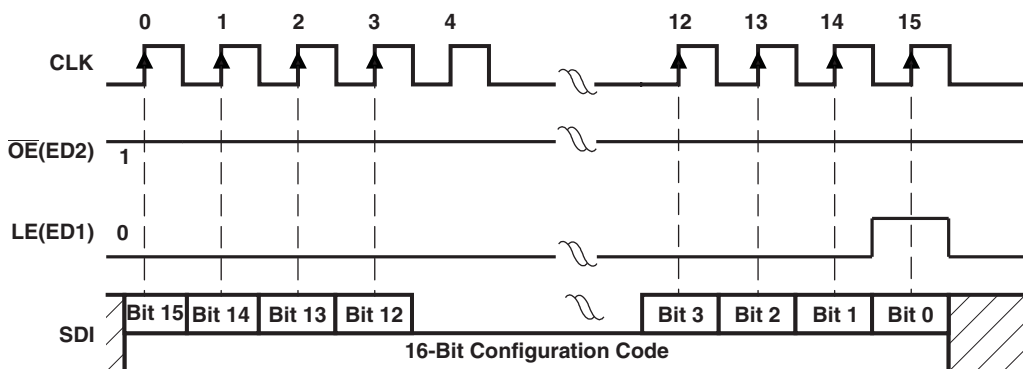 0 1 2 3 4 12 13 14 15
CLK
OE(ED2) 1
LE(ED1) 0
Bit 15 Bit 14 Bit 13 Bit 12 Bit 3 Bit 2 Bit 1 Bit 0
SDI
16-Bit Configuration Code